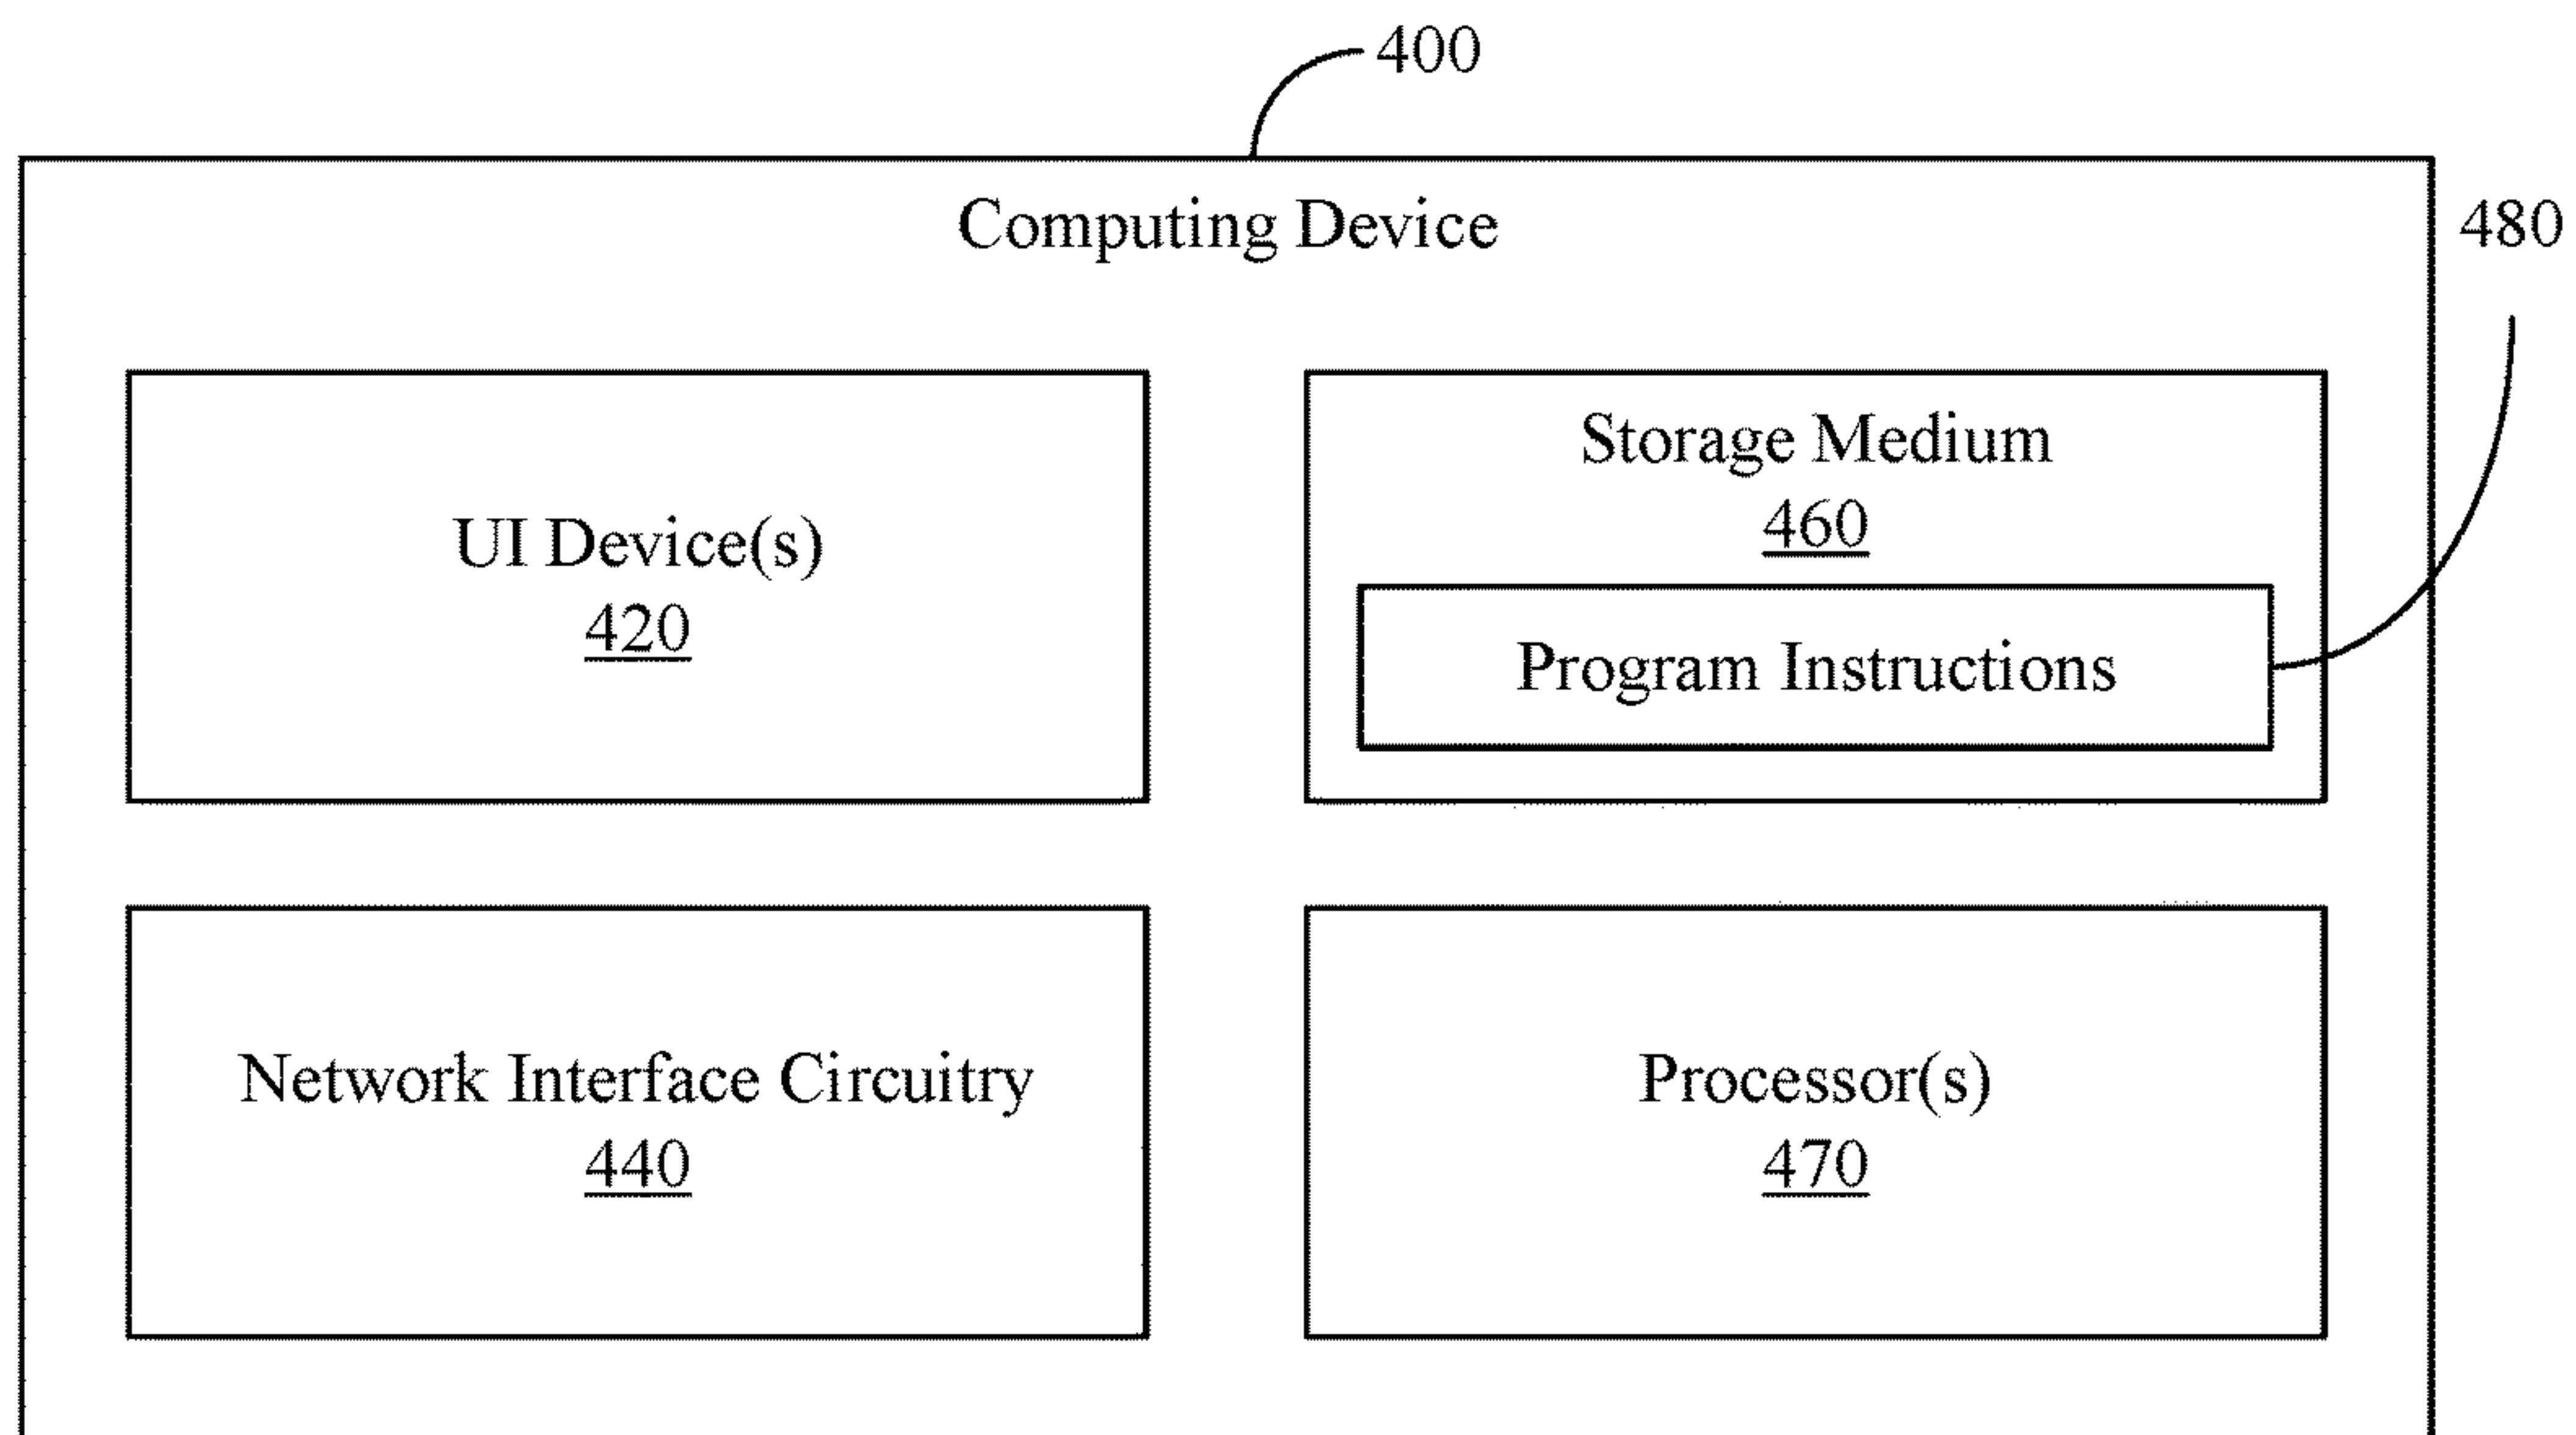 400
Computing Device
480
UI Device(s)
420
Storage Medium
460
Program Instructions
Network Interface Circuitry
440
Processor(s)
470